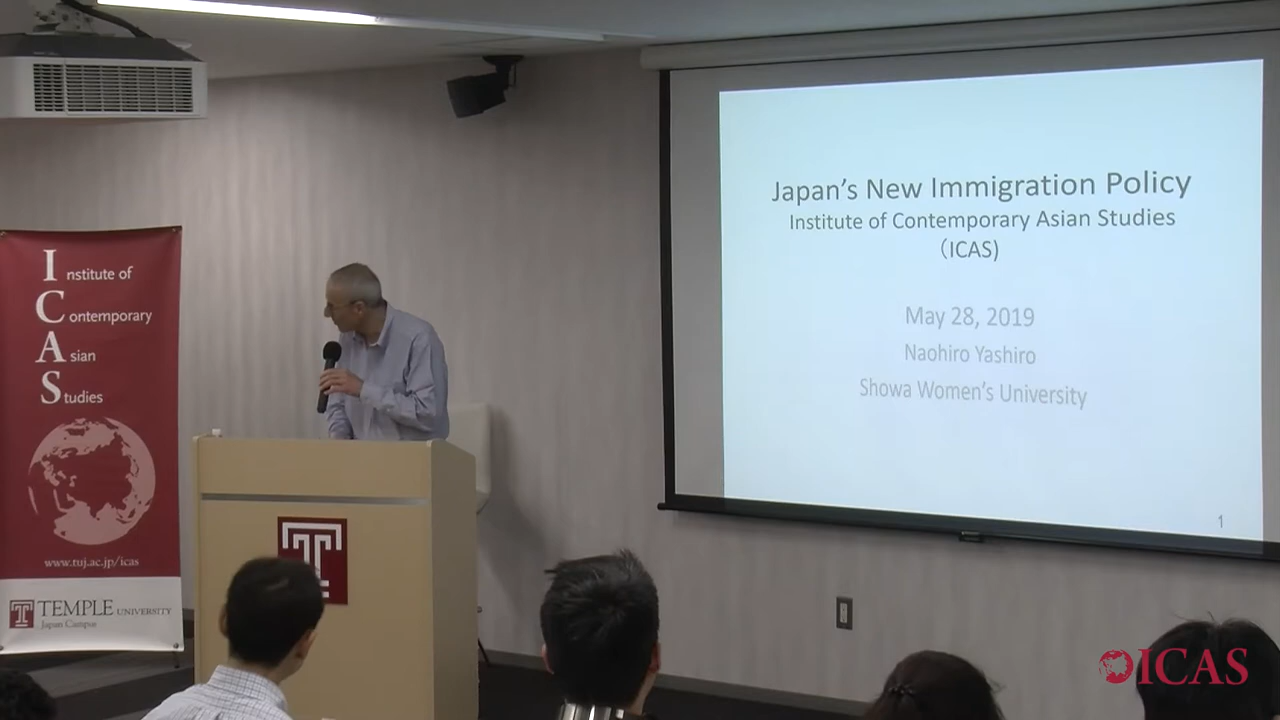 Institute of
Contemporary
Asian
Studies
www.tuj.ac.jp/icas
TEMPLE UNIVERSITY
Japan Campus
Japan's New Immigration Policy
Institute of Contemporary Asian Studies
（ICAS)
May 28, 2019
Naohiro Yashiro
Showa Women's University
1
ICAS